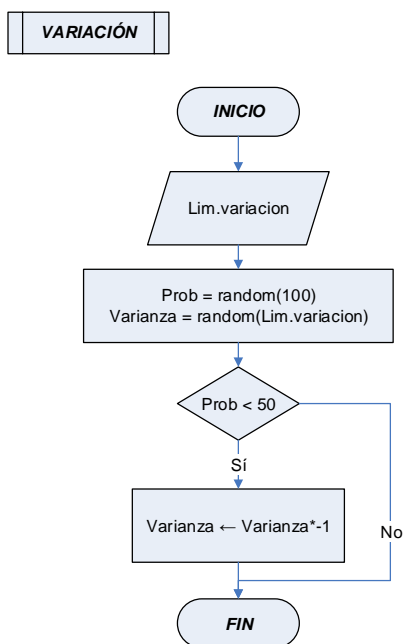 VARIACIÓN
INICIO
Lim.variacion
Prob = random(100)
Varianza = random(Lim.variacion)
Prob < 50
Sí
Varianza ← Varianza*-1
No
FIN